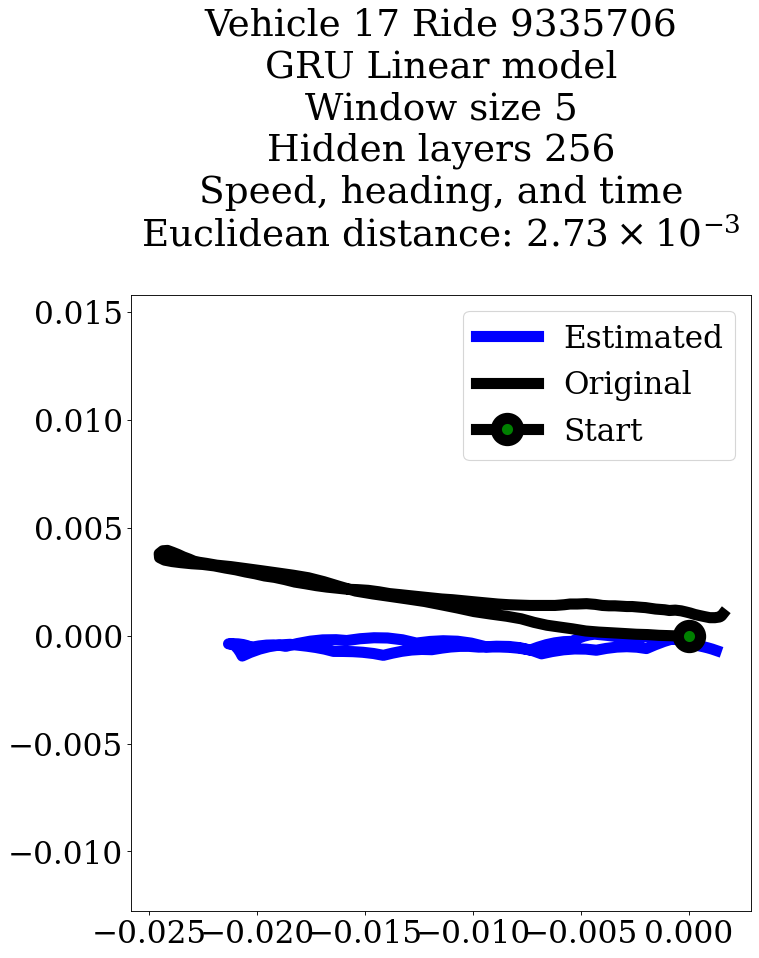 Vehicle 17 Ride 9335706
GRU Linear model
Window size 5
Hidden layers 256
Speed, heading, and time
Euclidean distance: 2.73 × 10⁻³
Estimated
Original
Start
0.015
0.010
0.005
0.000
−0.005
−0.010
−0.025 −0.020 −0.015 −0.010 −0.005 0.000